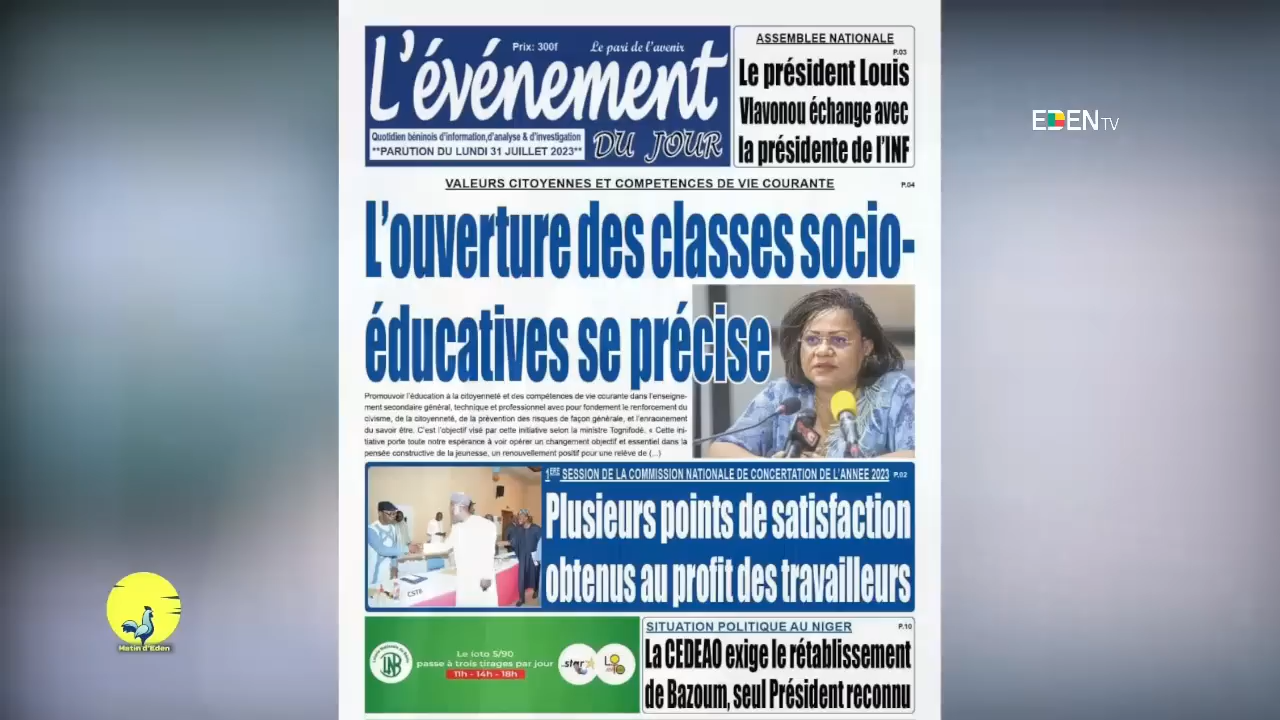 L'événement
DU JOUR
Prix: 300f
Le pari de l'avenir
Quotidien béninois d'information,d'analyse & d'investigation
**PARUTION DU LUNDI 31 JUILLET 2023**
ASSEMBLEE NATIONALE
P.03
Le président Louis
Vlavonou échange avec
la présidente de l'INF
EDEN TV
VALEURS CITOYENNES ET COMPETENCES DE VIE COURANTE
P.04
L'ouverture des classes socio-
éducatives se précise
Promouvoir l'éducation à la citoyenneté et des compétences de vie courante dans l'enseigne-
ment secondaire général, technique et professionnel avec pour fondement le renforcement du
civisme, de la citoyenneté, de la prévention des risques de façon générale, et l'enracinement
du savoir être. C'est l'objectif visé par cette initiative selon la ministre Tognifodé. « Cette ini-
tiative porte toute notre espérance à voir opérer un changement objectif et essentiel dans la
pensée constructive de la jeunesse, un renouvellement positif pour une relève de (...)
1ERE SESSION DE LA COMMISSION NATIONALE DE CONCERTATION DE L'ANNEE 2023 P.02
Plusieurs points de satisfaction
obtenus au profit des travailleurs
CSTB
Matin d'Eden
LNB
Le loto 5/90
passe à trois tirages par jour
11h - 14h - 18h
star
SITUATION POLITIQUE AU NIGER
P.10
La CEDEAO exige le rétablissement
de Bazoum, seul Président reconnu